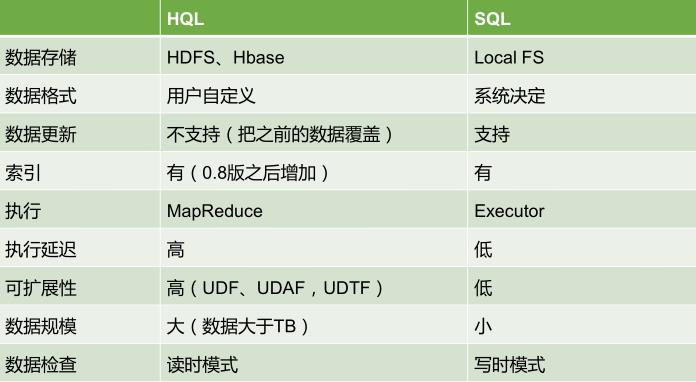 HQL SQL
数据存储 HDFS、Hbase Local FS
数据格式 用户自定义 系统决定
数据更新 不支持（把之前的数据覆盖） 支持
索引 有（0.8版之后增加） 有
执行 MapReduce Executor
执行延迟 高 低
可扩展性 高（UDF、UDAF，UDTF） 低
数据规模 大（数据大于TB） 小
数据检查 读时模式 写时模式